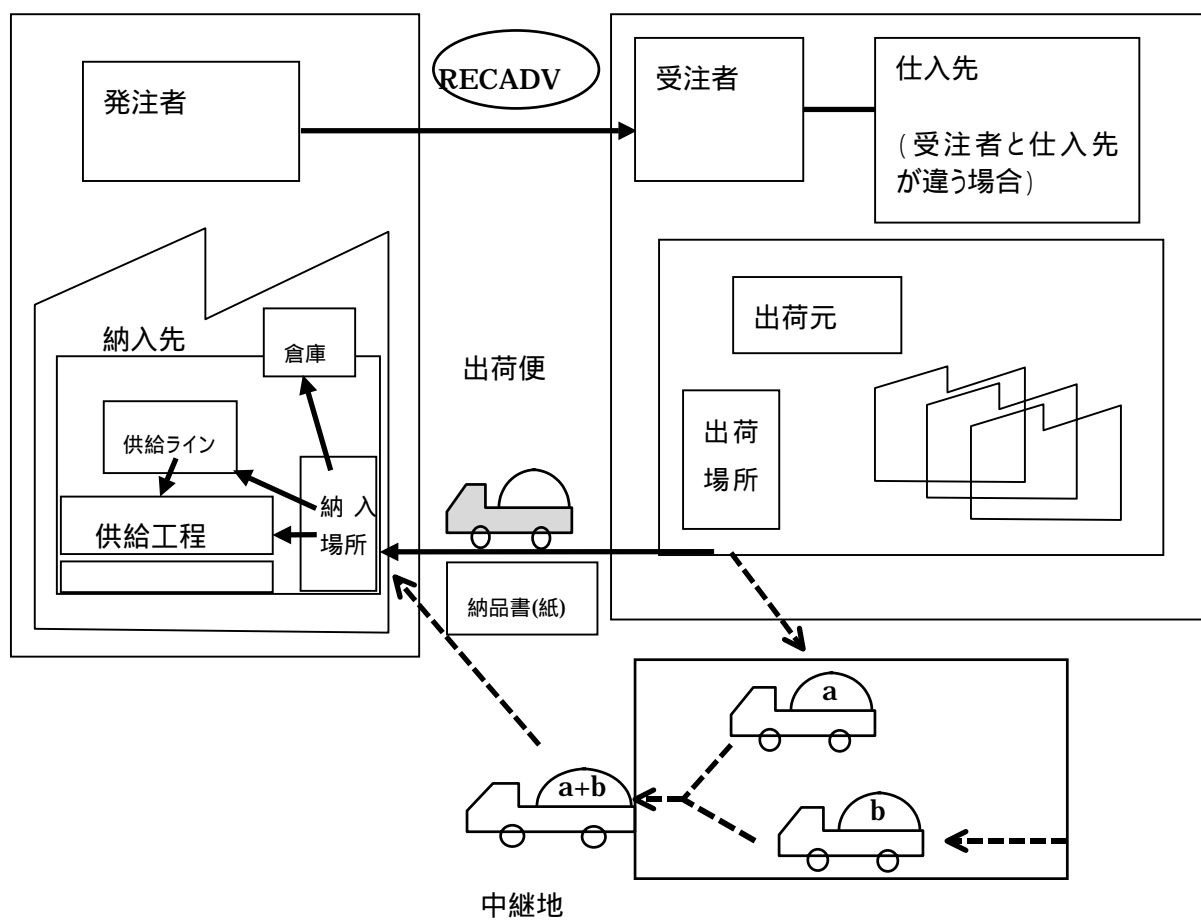 発注者
RECADV
受注者
仕入先
(受注者と仕入先
が違う場合)
納入先
倉庫
供給ライン
供給工程
納 入
場所
出荷便
納品書(紙)
出荷元
出 荷
場 所
a
a+b
b
中継地